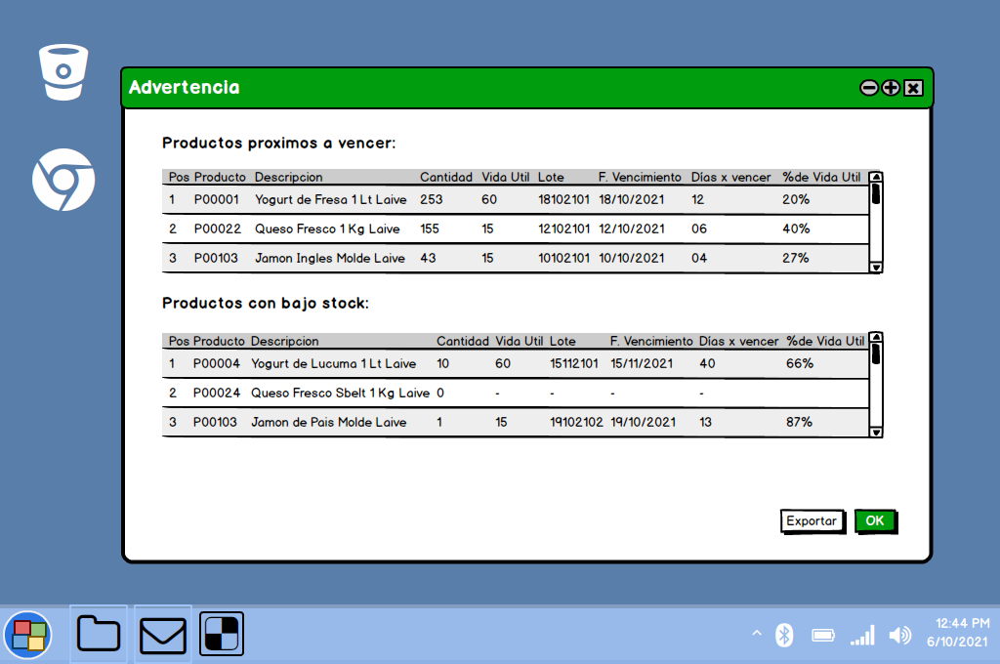 Advertencia
Productos proximos a vencer:
Pos Producto Descripcion Cantidad Vida Util Lote F. Vencimiento Días x vencer %de Vida Util
1 P00001 Yogurt de Fresa 1 Lt Laive 253 60 18102101 18/10/2021 12 20%
2 P00022 Queso Fresco 1 Kg Laive 155 15 12102101 12/10/2021 06 40%
3 P00103 Jamon Ingles Molde Laive 43 15 10102101 10/10/2021 04 27%
Productos con bajo stock:
Pos Producto Descripcion Cantidad Vida Util Lote F. Vencimiento Días x vencer %de Vida Util
1 P00004 Yogurt de Lucuma 1 Lt Laive 10 60 15112101 15/11/2021 40 66%
2 P00024 Queso Fresco Sbelt 1 Kg Laive 0 - - - -
3 P00103 Jamon de Pais Molde Laive 1 15 19102102 19/10/2021 13 87%
Exportar OK
12:44 PM
6/10/2021